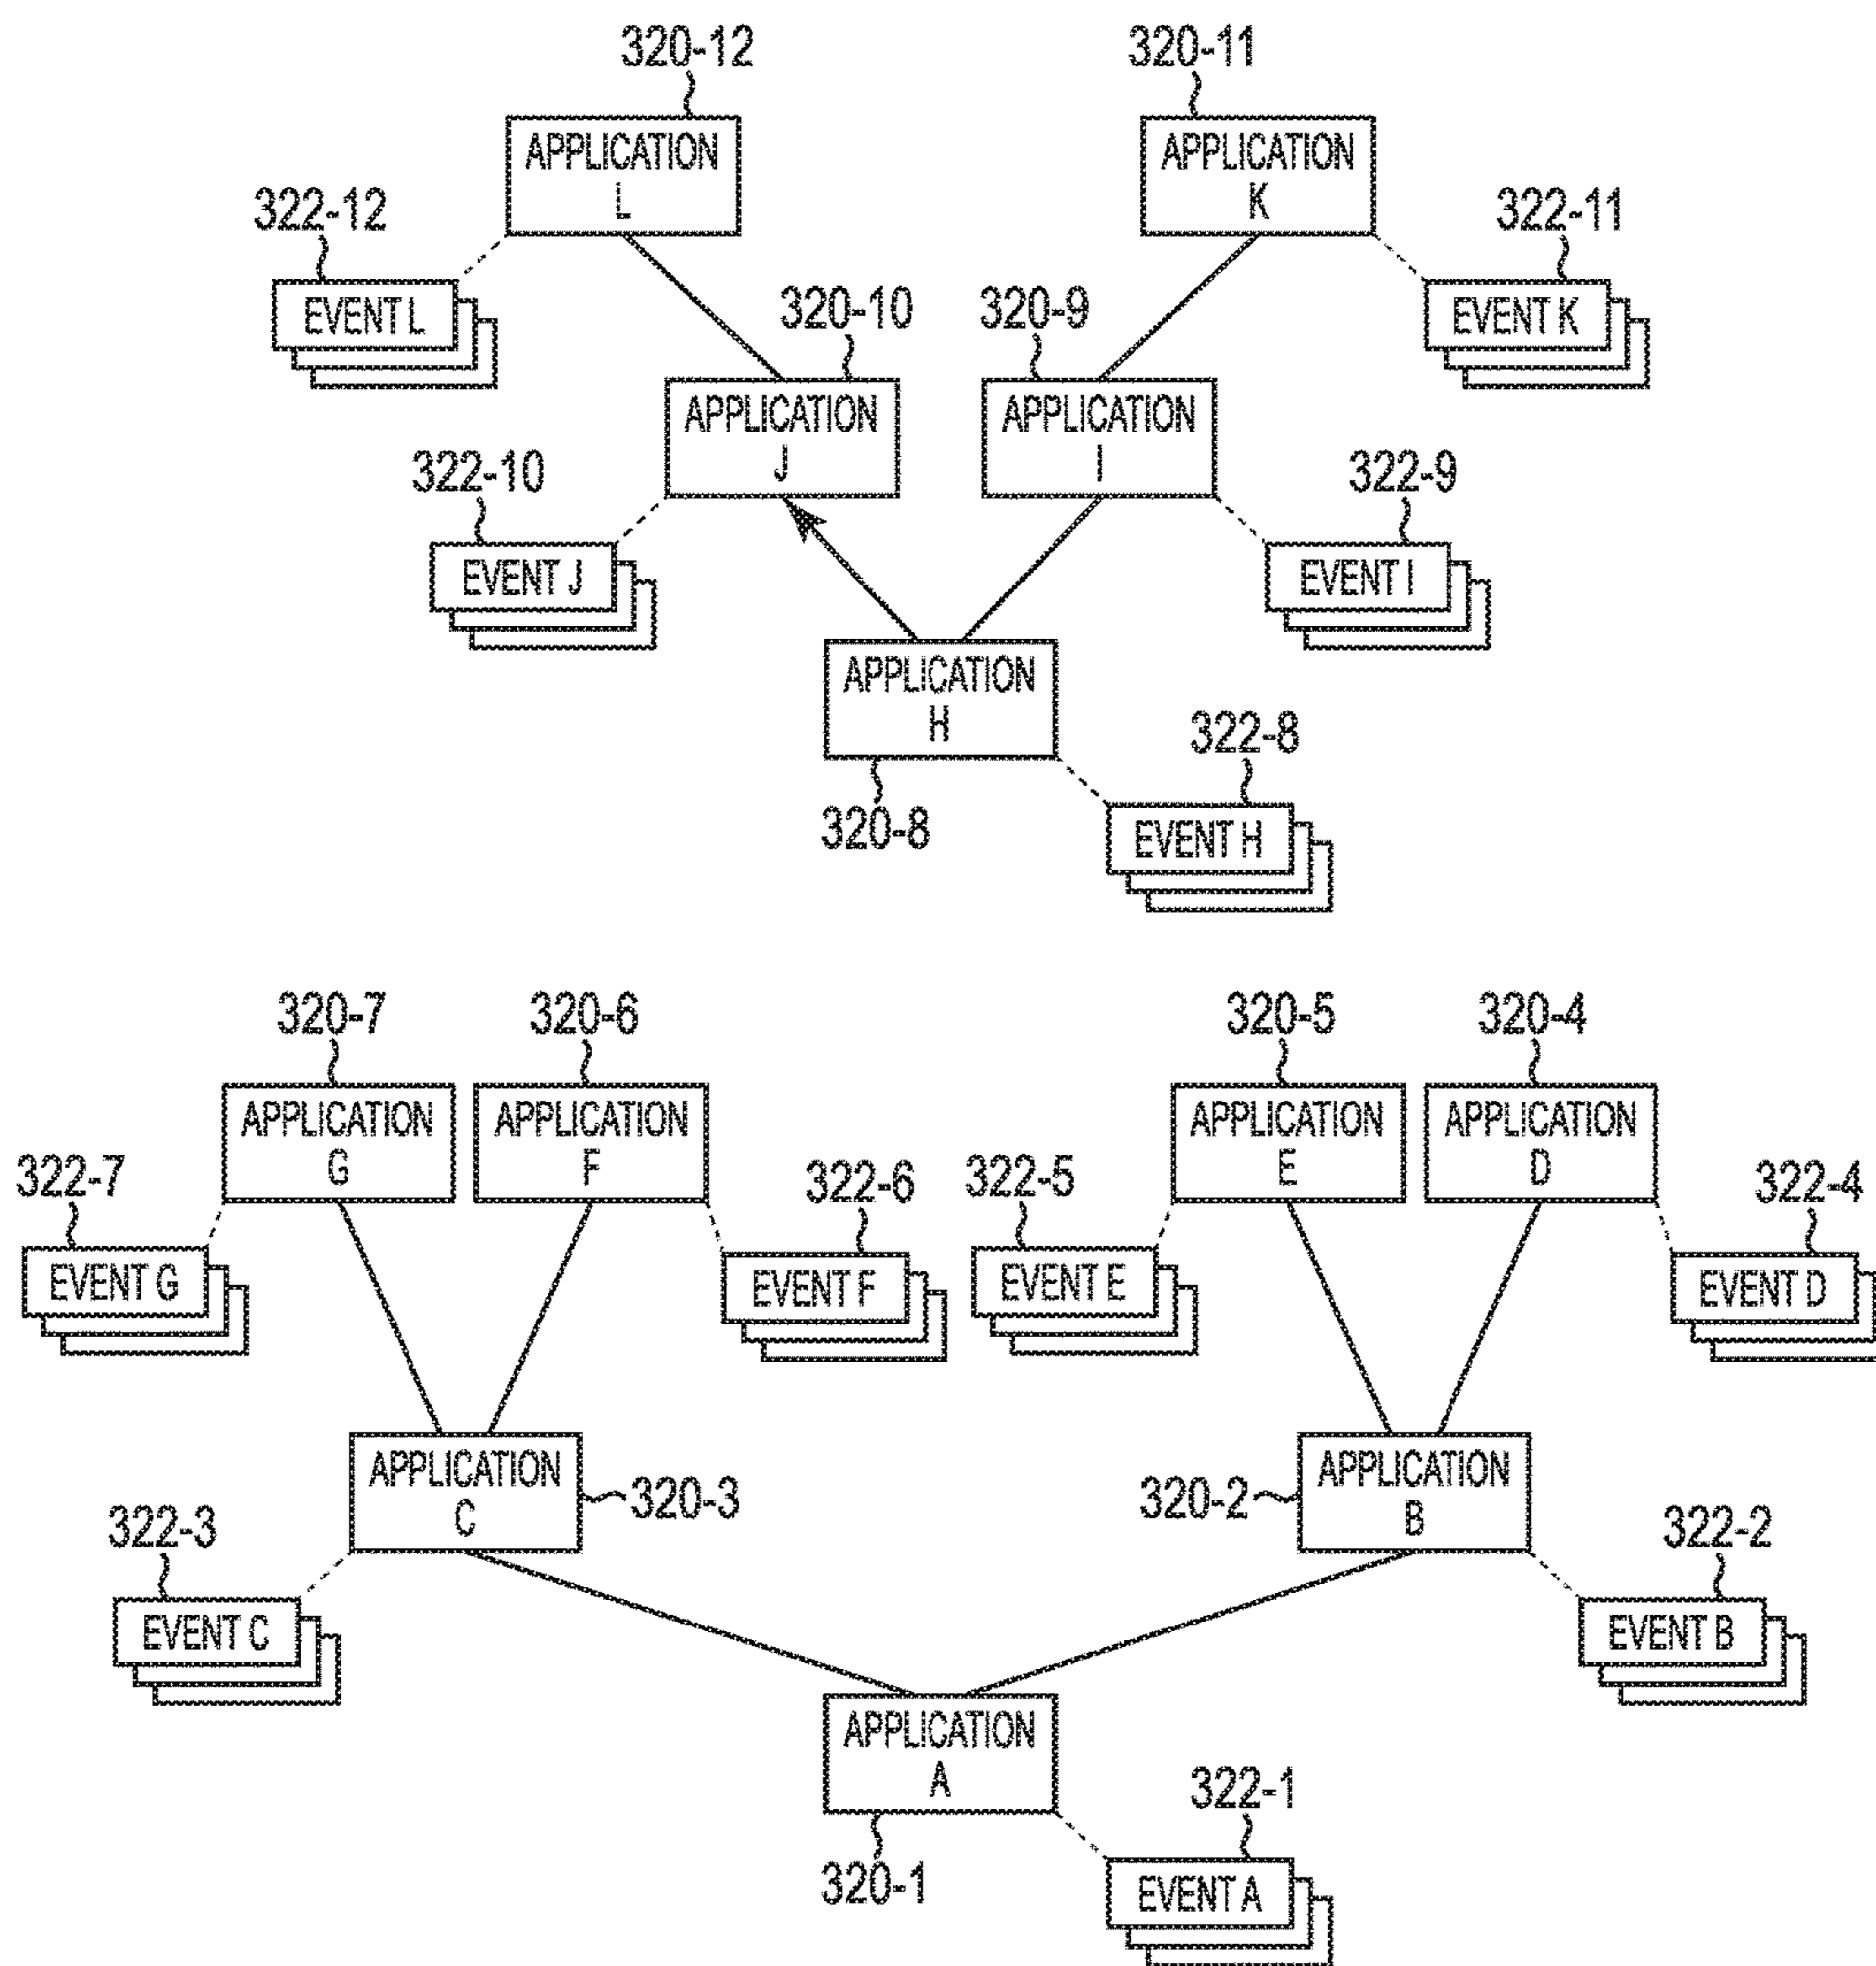 320-12
320-11
APPLICATION
L
APPLICATION
K
322-12
322-11
EVENT L
320-10
320-9
EVENT K
APPLICATION
J
APPLICATION
I
322-10
322-9
EVENT J
EVENT I
APPLICATION
H
322-8
320-8
EVENT H
320-7
320-6
320-5
320-4
APPLICATION
G
APPLICATION
F
APPLICATION
E
APPLICATION
D
322-7
322-6
322-5
322-4
EVENT G
EVENT F
EVENT E
EVENT D
APPLICATION
C
320-3
320-2
APPLICATION
B
322-3
322-2
EVENT C
EVENT B
APPLICATION
A
322-1
320-1
EVENT A